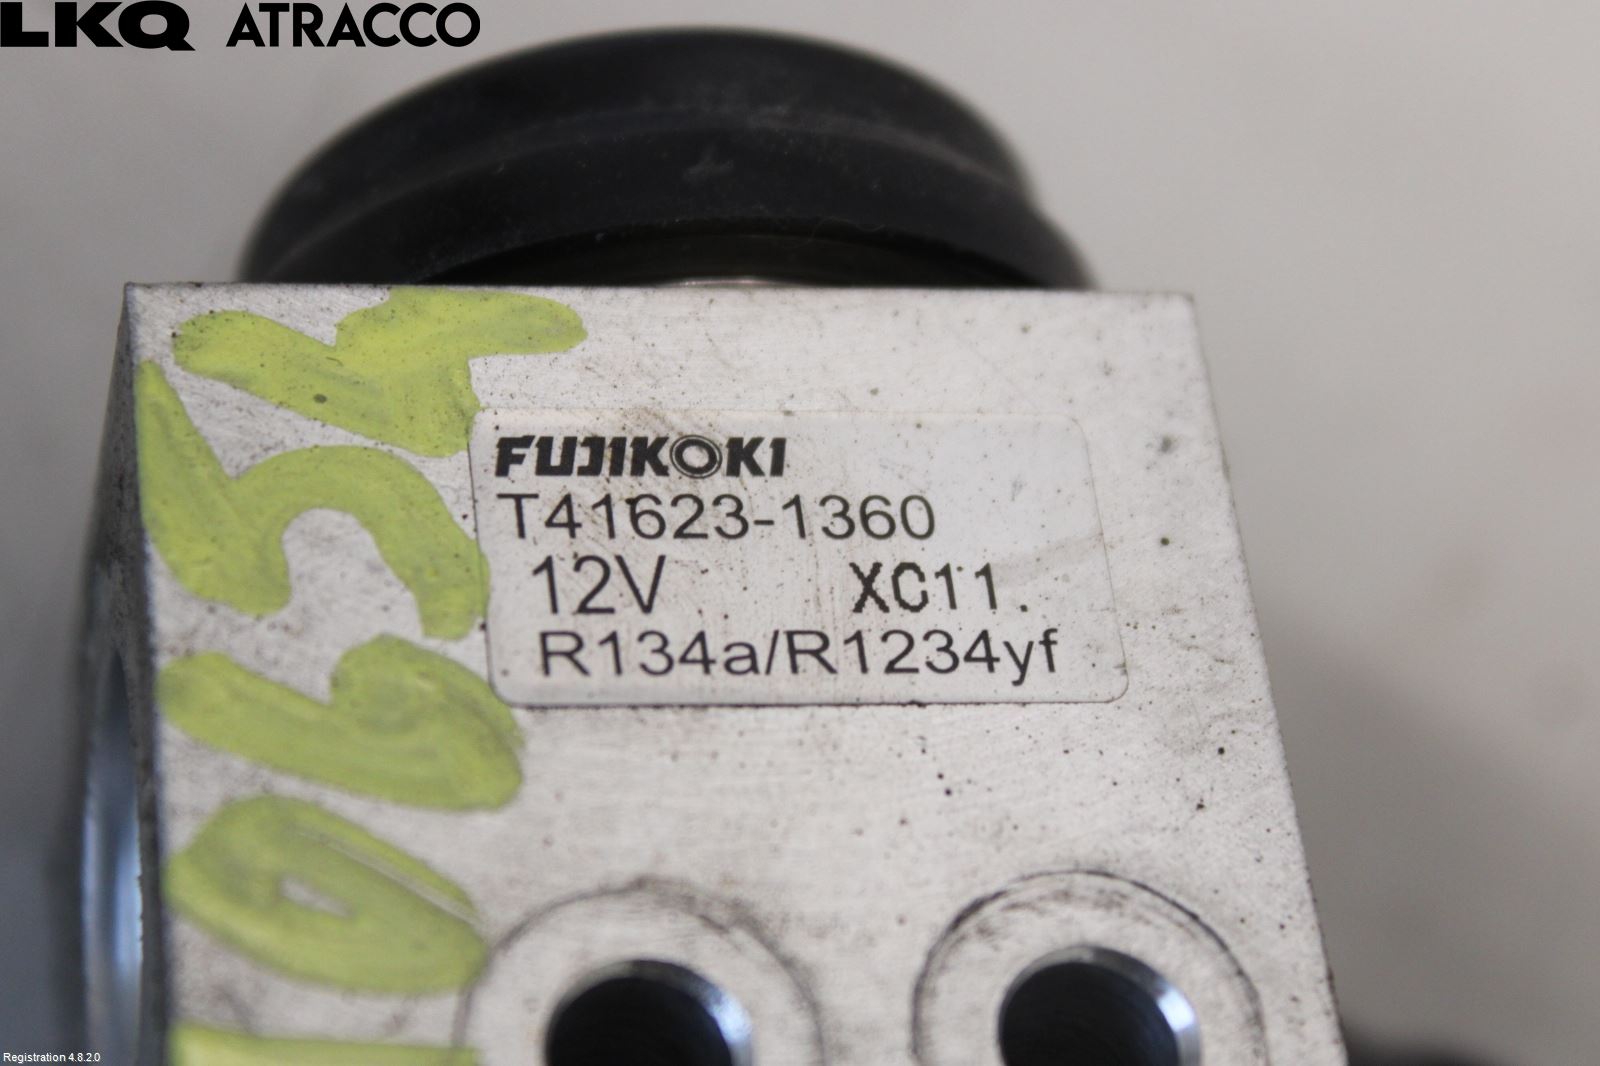 LKQ ATRACCO
FUJIKOKI
T41623-1360
12V XC11.
R134a/R1234yf
Registration 4.8.2.0